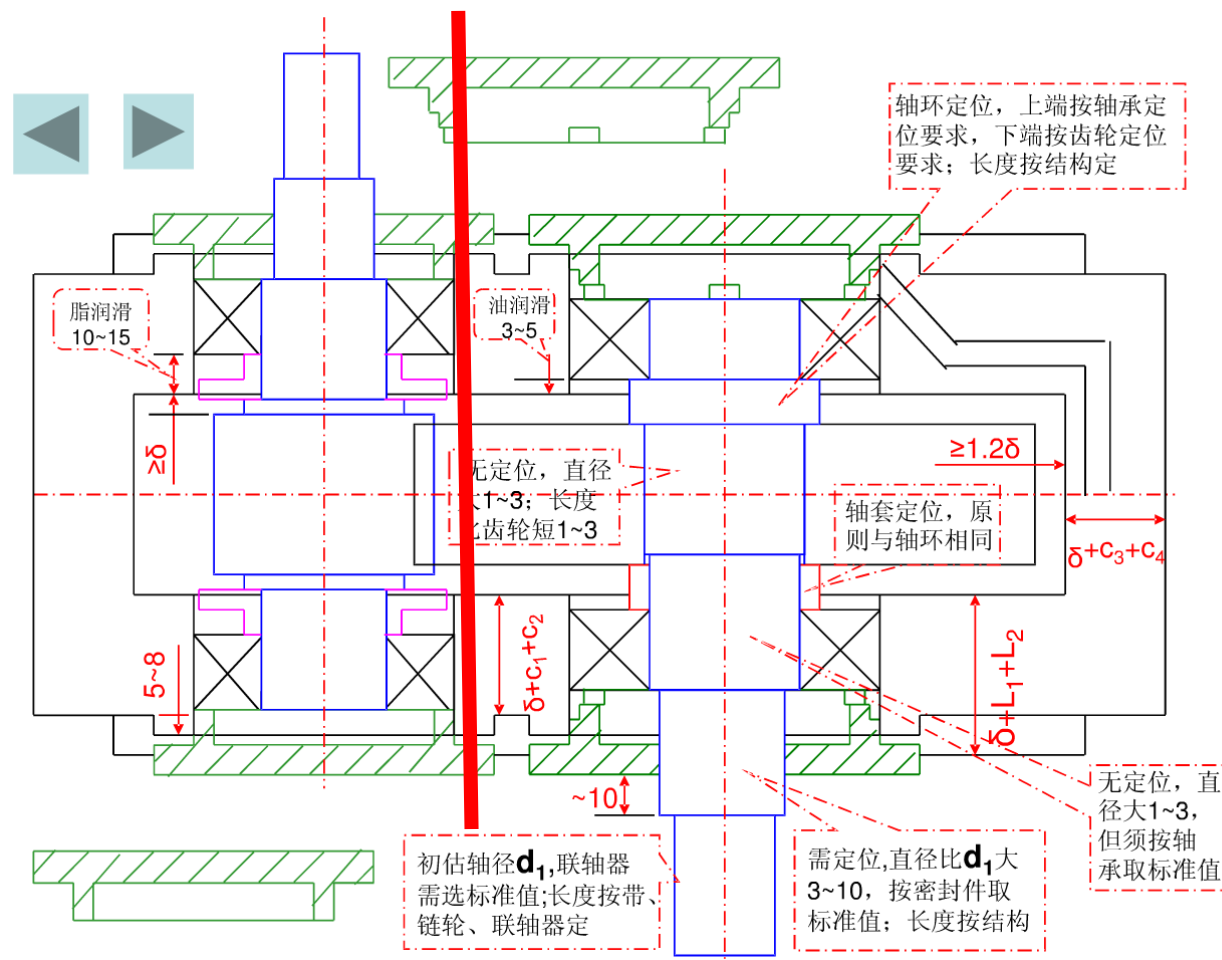 轴环定位，上端按轴承定
位要求，下端按齿轮定位
要求；长度按结构定
脂润滑
10~15
油润滑
3~5
≥δ
≥1.2δ
无定位，直径
大1~3；长度
比齿轮短1~3
轴套定位，原
则与轴环相同
δ+c₃+c₄
5~8
δ+c₁+c₂
δ+L₁+L₂
~10
无定位，直
径大1~3，
但须按轴
承取标准值
初估轴径d₁,联轴器
需选标准值;长度按带、
链轮、联轴器定
需定位,直径比d₁大
3~10，按密封件取
标准值；长度按结构